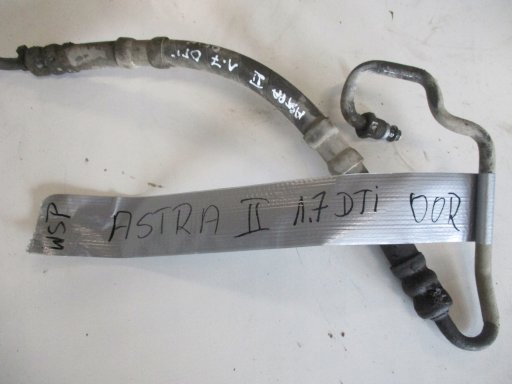 ASTRA II 1.7 DTi
WSP
ASTRA II 1.7 DTi DOR